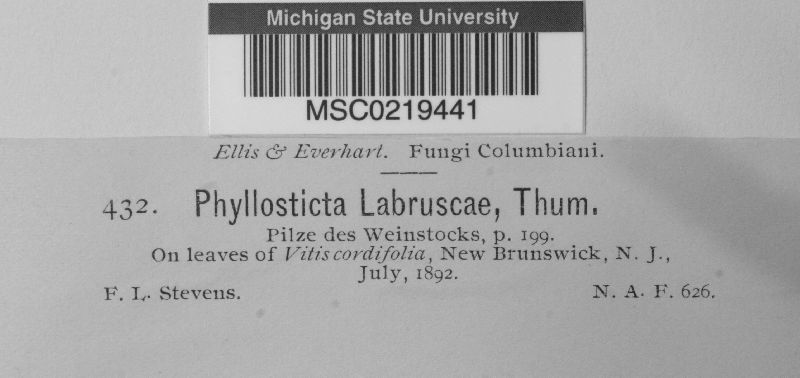 Michigan State University
MSC0219441
Ellis & Everhart. Fungi Columbiani.
432. Phyllosticta Labruscae, Thum.
Pilze des Weinstocks, p. 199.
On leaves of Vitis cordifolia, New Brunswick, N. J.,
July, 1892.
F. L. Stevens. N. A. F. 626.